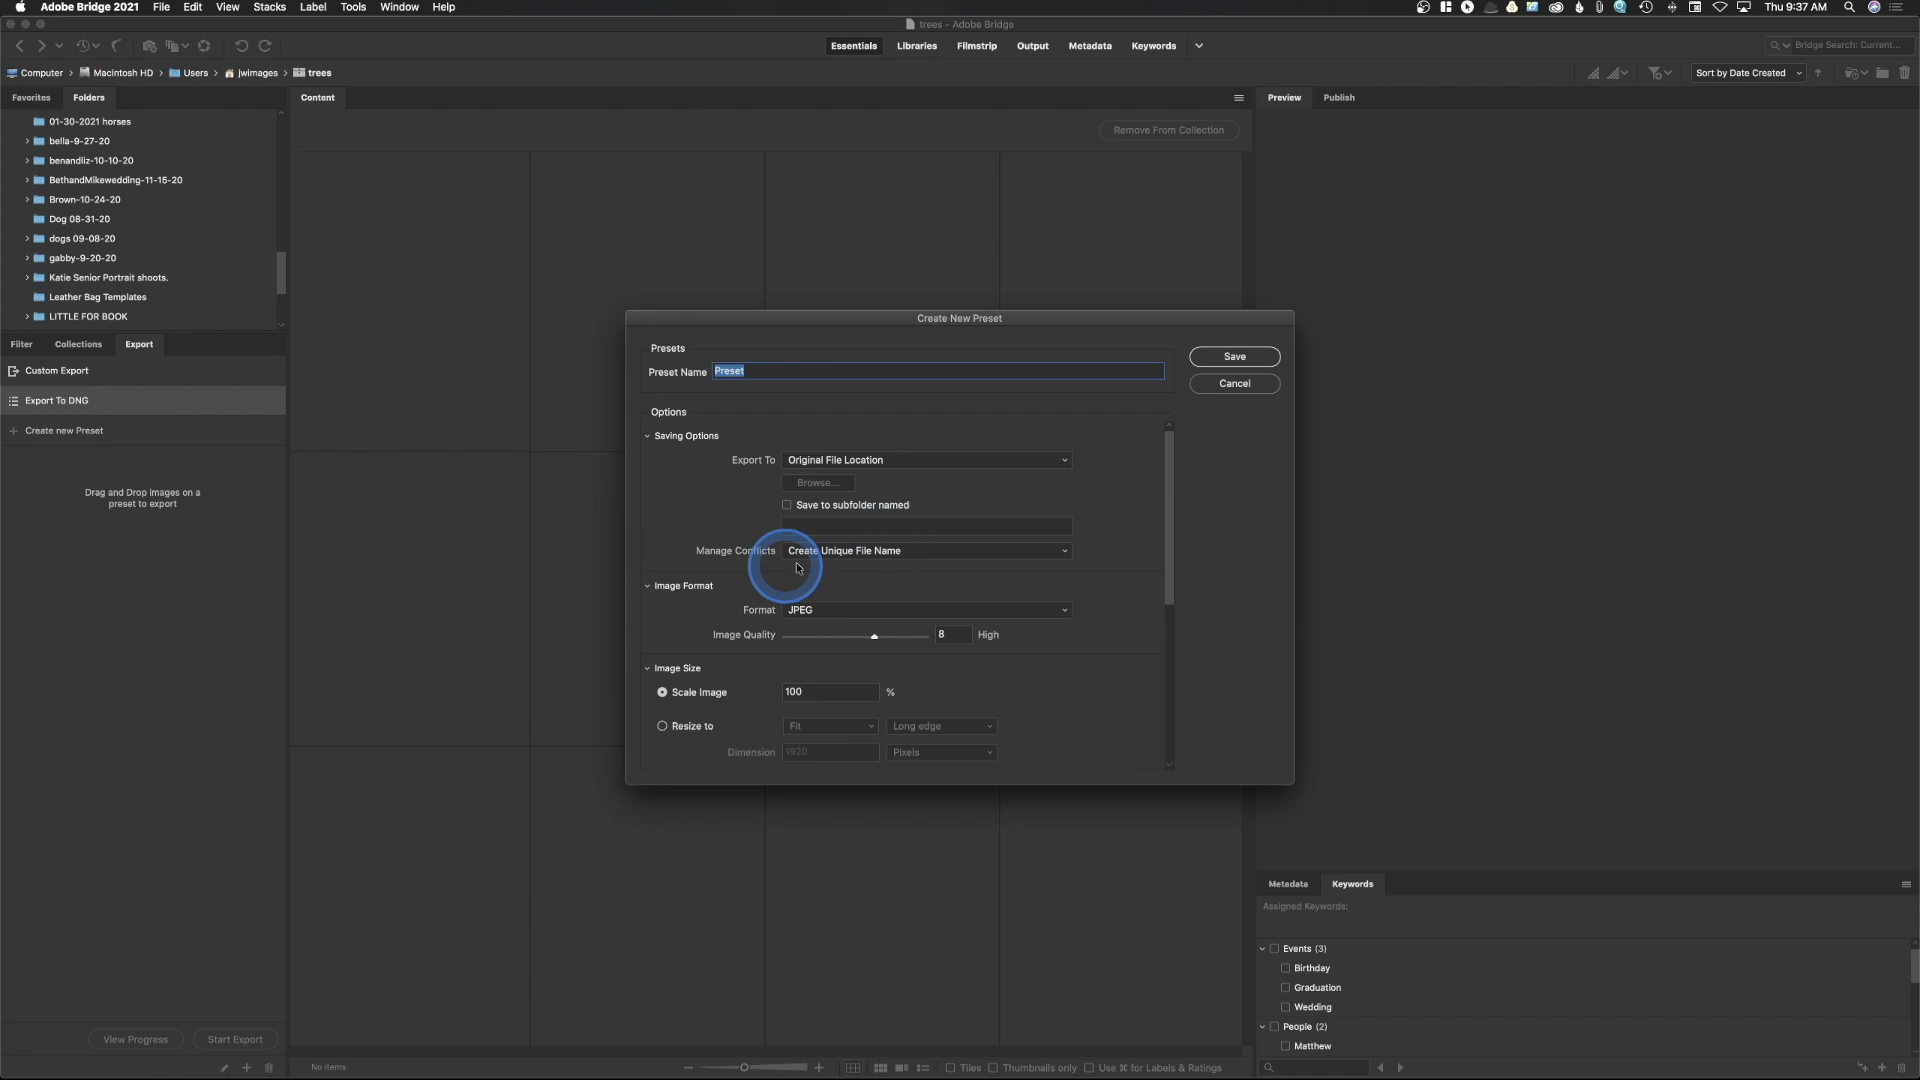 Adobe Bridge 2021 File Edit View Stacks Label Tools Window Help Thu 9:37 AM
trees - Adobe Bridge
Essentials Libraries Filmstrip Output Metadata Keywords Bridge Search: Current...
Computer Macintosh HD Users jwimages trees Sort by Date Created
Favorites Folders Content Preview Publish
01-30-2021 horses
bella-9-27-20
benandliz-10-10-20
BethandMikewedding-11-15-20
Brown-10-24-20
Dog 08-31-20
dogs 09-08-20
gabby-9-20-20
Katie Senior Portrait shoots.
Leather Bag Templates
LITTLE FOR BOOK
Remove From Collection
Filter Collections Export
Custom Export
Export To DNG
Create new Preset
Drag and Drop images on a
preset to export
View Progress Start Export
Create New Preset
Presets
Preset Name Preset
Save
Cancel
Options
Saving Options
Export To Original File Location
Browse...
Save to subfolder named
Manage Conflicts Create Unique File Name
Image Format
Format JPEG
Image Quality 8 High
Image Size
Scale Image 100 %
Resize to Fit Long edge
Dimension 1920 Pixels
Metadata Keywords
Assigned Keywords:
Events (3)
Birthday
Graduation
Wedding
People (2)
Matthew
No items Tiles Thumbnails only Use ⌘ for Labels & Ratings